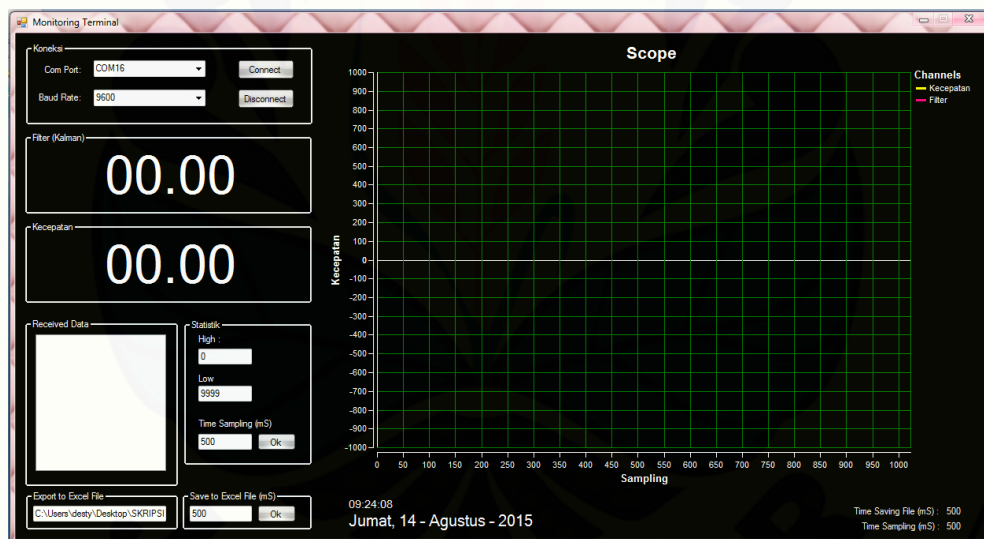 Monitoring Terminal
Koneksi
Com Port: COM16 Connect
Baud Rate: 9600 Disconnect
Filter (Kalman)
00.00
Kecepatan
00.00
Received Data
Statistik
High :
0
Low
9999
Time Sampling (mS)
500 Ok
Export to Excel File
C:\Users\desty\Desktop\SKRIPSI
Save to Excel File (mS)
500 Ok
Scope
Kecepatan
1000
900
800
700
600
500
400
300
200
100
0
-100
-200
-300
-400
-500
-600
-700
-800
-900
-1000
0 50 100 150 200 250 300 350 400 450 500 550 600 650 700 750 800 850 900 950 1000
Sampling
Channels
Kecepatan
Filter
09:24:08
Jumat, 14 - Agustus - 2015
Time Saving File (mS) : 500
Time Sampling (mS) : 500